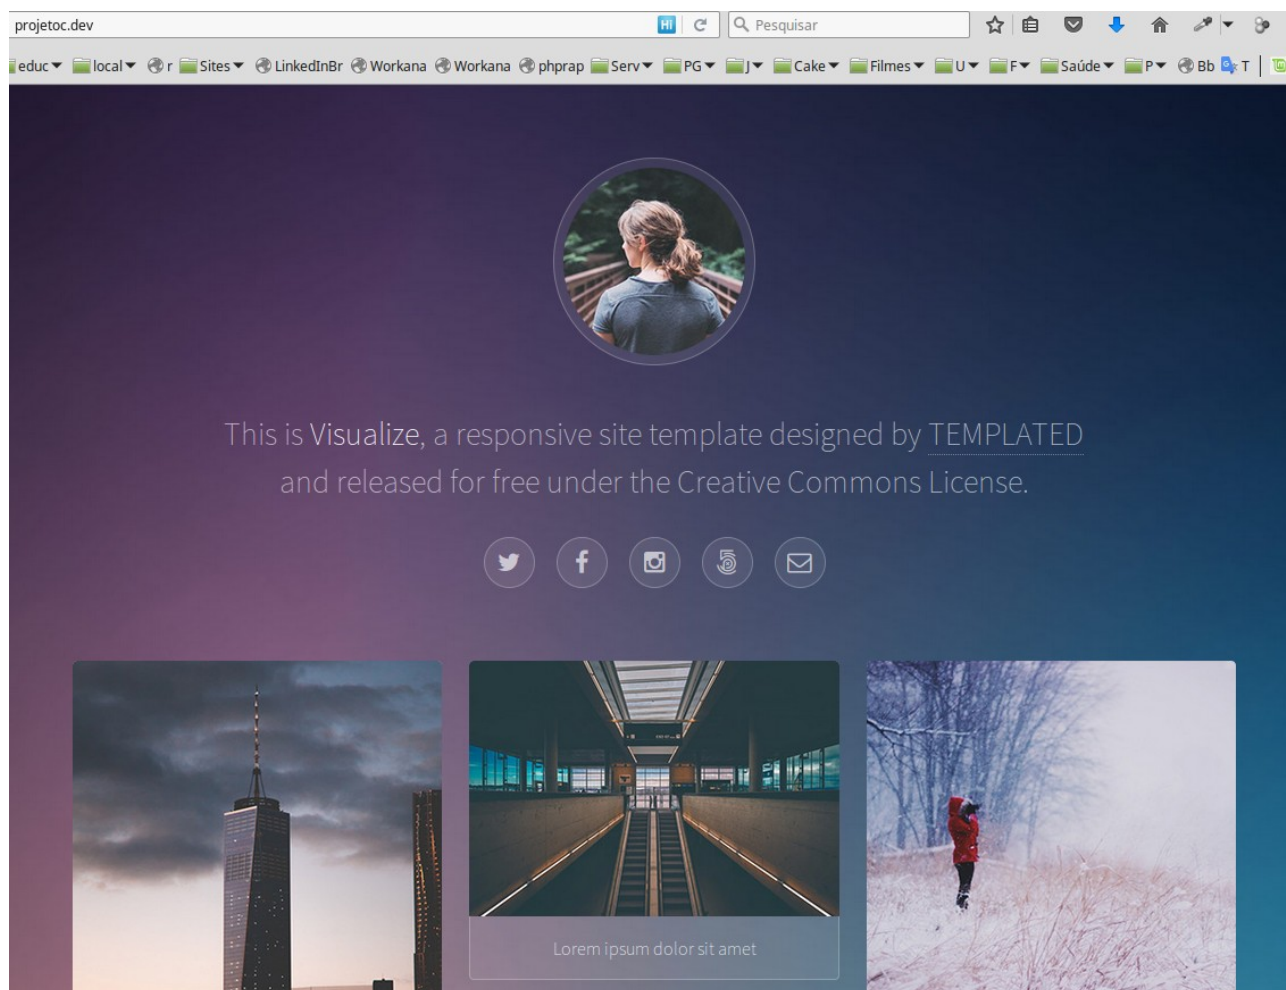 projetoc.dev Hi Pesquisar
educ local r Sites LinkedInBr Workana Workana phprap Serv PG J Cake Filmes U F Saúde P Bb T
This is Visualize, a responsive site template designed by TEMPLATED
and released for free under the Creative Commons License.
Lorem ipsum dolor sit amet